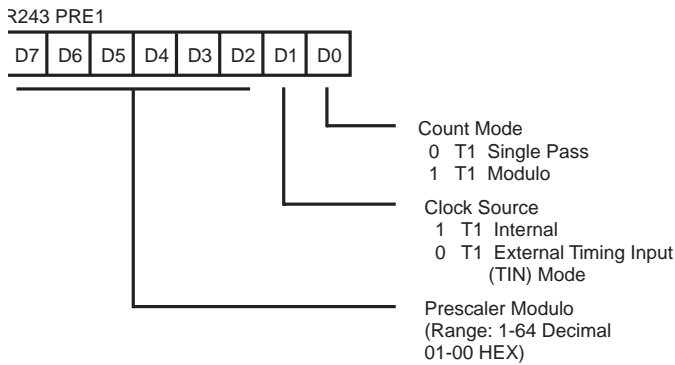 R243 PRE1
D7 D6 D5 D4 D3 D2 D1 D0
Count Mode
0 T1 Single Pass
1 T1 Modulo
Clock Source
1 T1 Internal
0 T1 External Timing Input
(TIN) Mode
Prescaler Modulo
(Range: 1-64 Decimal
01-00 HEX)